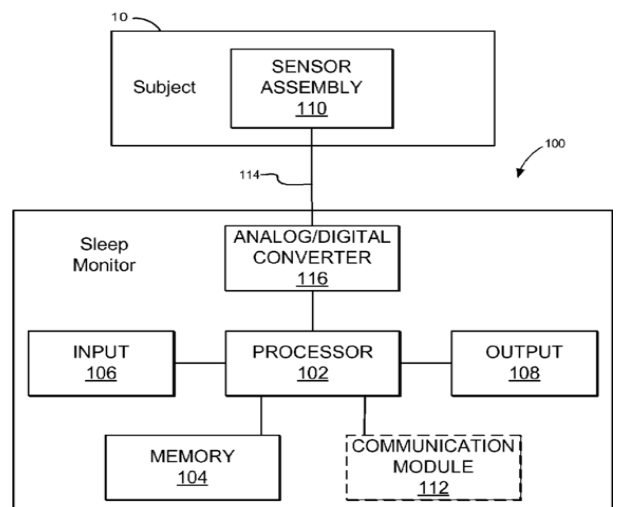 10
Subject
SENSOR
ASSEMBLY
110
100
114
Sleep
Monitor
ANALOG/DIGITAL
CONVERTER
116
INPUT
106
PROCESSOR
102
OUTPUT
108
MEMORY
104
COMMUNICATION
MODULE
112